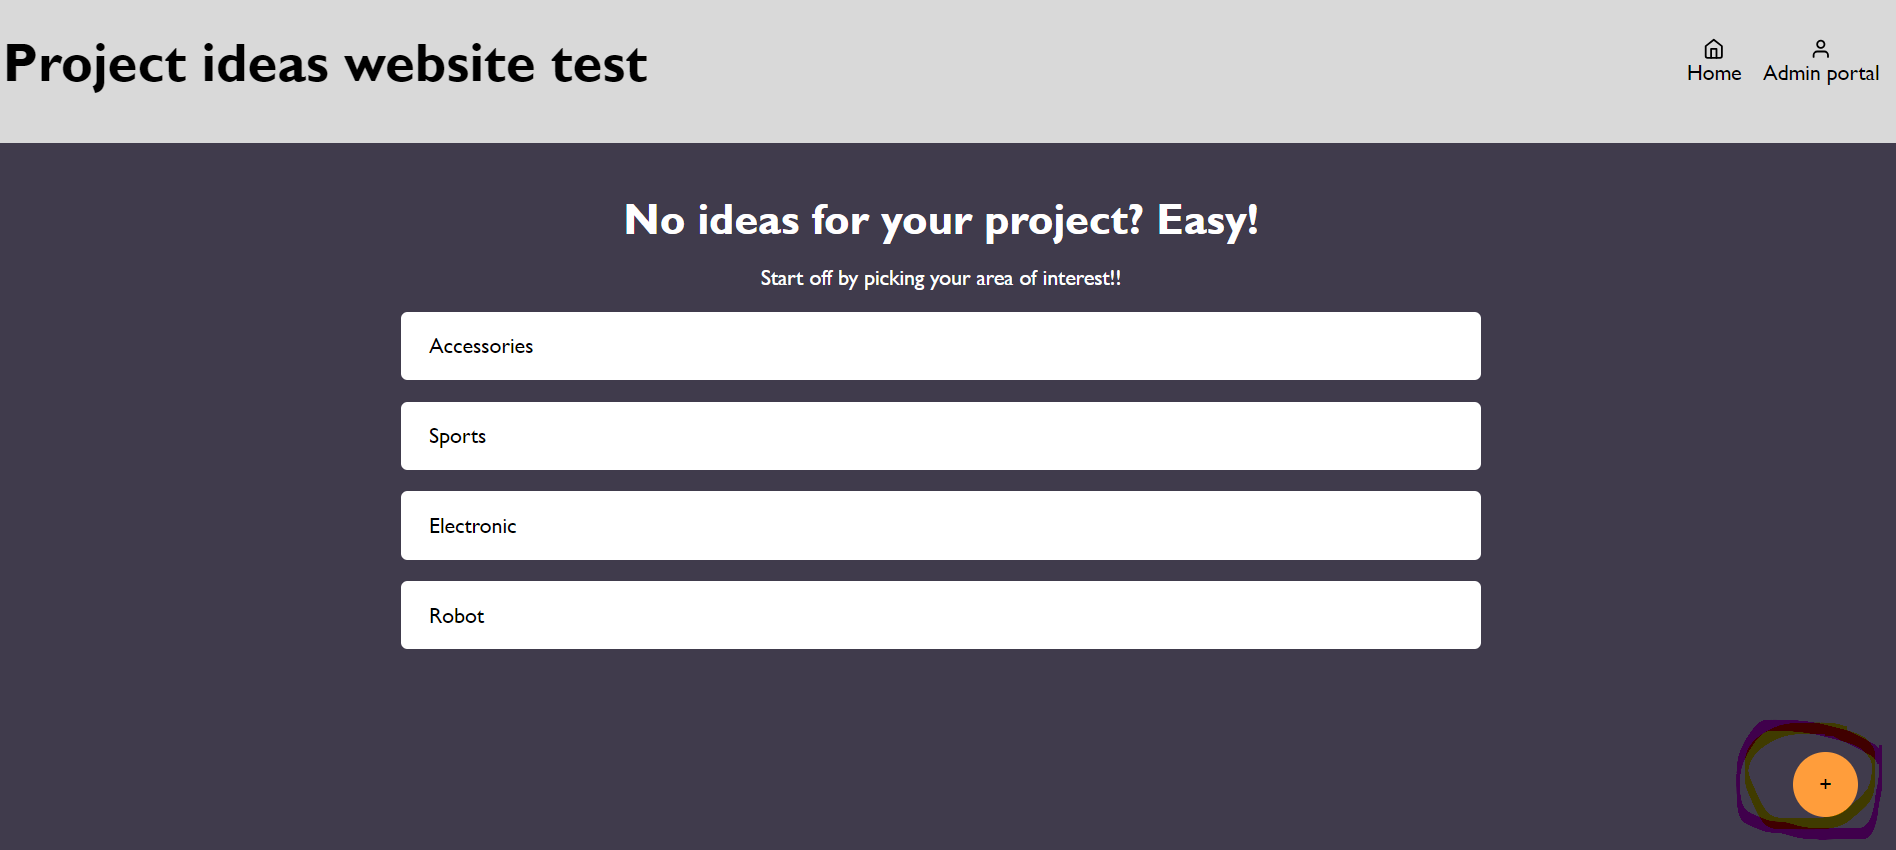 Project ideas website test
Home
Admin portal
No ideas for your project? Easy!
Start off by picking your area of interest!!
Accessories
Sports
Electronic
Robot
+